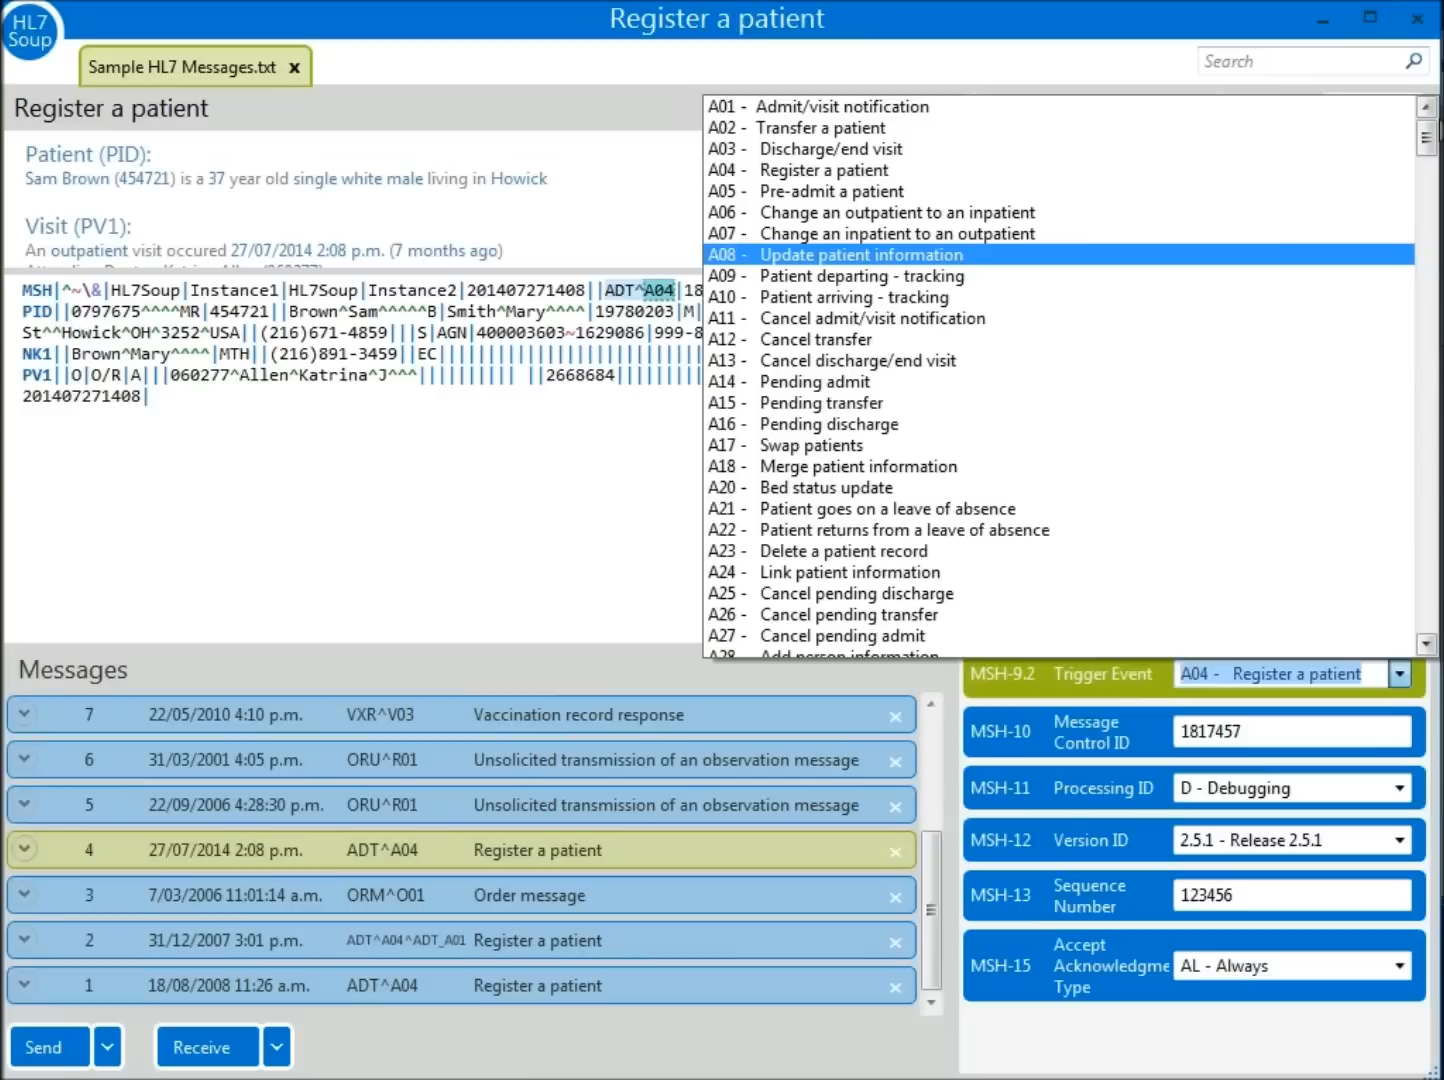 HL7
Soup
Register a patient
Sample HL7 Messages.txt x
Search
Register a patient
Patient (PID):
Sam Brown (454721) is a 37 year old single white male living in Howick
Visit (PV1):
An outpatient visit occured 27/07/2014 2:08 p.m. (7 months ago)
MSH|^~\&|HL7Soup|Instance1|HL7Soup|Instance2|201407271408||ADT^A04|18
PID||0797675^^^^MR|454721||Brown^Sam^^^^^B|Smith^Mary^^^^|19780203|M|
St^^Howick^OH^3252^USA||(216)671-4859|||S|AGN|400003603~1629086|999-8
NK1||Brown^Mary^^^^|MTH||(216)891-3459||EC||||||||||||||||||||||||||
PV1||O|O/R|A|||060277^Allen^Katrina^J^^^|||||||||| ||2668684||||||||
201407271408|
A01 - Admit/visit notification
A02 - Transfer a patient
A03 - Discharge/end visit
A04 - Register a patient
A05 - Pre-admit a patient
A06 - Change an outpatient to an inpatient
A07 - Change an inpatient to an outpatient
A08 - Update patient information
A09 - Patient departing - tracking
A10 - Patient arriving - tracking
A11 - Cancel admit/visit notification
A12 - Cancel transfer
A13 - Cancel discharge/end visit
A14 - Pending admit
A15 - Pending transfer
A16 - Pending discharge
A17 - Swap patients
A18 - Merge patient information
A20 - Bed status update
A21 - Patient goes on a leave of absence
A22 - Patient returns from a leave of absence
A23 - Delete a patient record
A24 - Link patient information
A25 - Cancel pending discharge
A26 - Cancel pending transfer
A27 - Cancel pending admit
A28 - Add person information
Messages
7 22/05/2010 4:10 p.m. VXR^V03 Vaccination record response
6 31/03/2001 4:05 p.m. ORU^R01 Unsolicited transmission of an observation message
5 22/09/2006 4:28:30 p.m. ORU^R01 Unsolicited transmission of an observation message
4 27/07/2014 2:08 p.m. ADT^A04 Register a patient
3 7/03/2006 11:01:14 a.m. ORM^O01 Order message
2 31/12/2007 3:01 p.m. ADT^A04^ADT_A01 Register a patient
1 18/08/2008 11:26 a.m. ADT^A04 Register a patient
MSH-9.2 Trigger Event A04 - Register a patient
MSH-10 Message Control ID 1817457
MSH-11 Processing ID D - Debugging
MSH-12 Version ID 2.5.1 - Release 2.5.1
MSH-13 Sequence Number 123456
MSH-15 Accept Acknowledgme Type AL - Always
Send
Receive